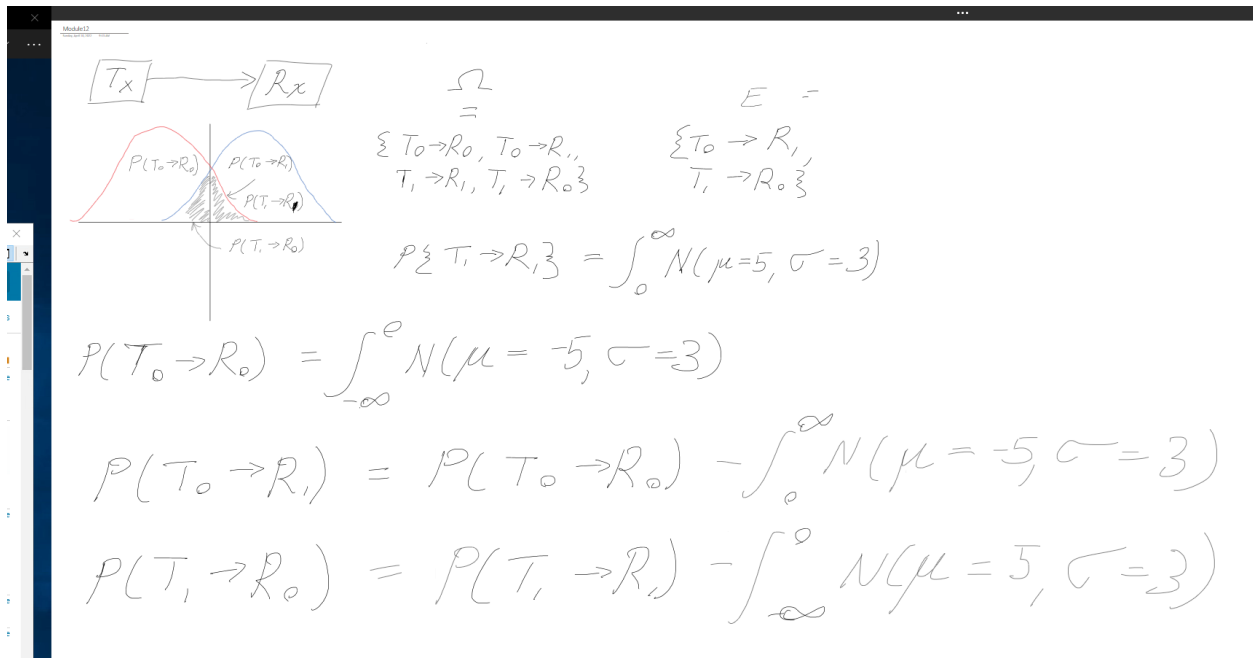 Module12
Tx → Rx
Ω
=
{T₀→R₀, T₀→R₁,
T₁→R₁, T₁→R₀}
E =
{T₀→R₁,
T₁→R₀}
P(T₀→R₀)
P(T₀→R₁)
P(T₁→R₁)
P(T₁→R₀)
P{T₁→R₁} = ∫₀^∞ N(μ=5, σ=3)
P(T₀→R₀) = ∫₋∞^0 N(μ = -5, σ=3)
P(T₀→R₁) = P(T₀→R₀) - ∫₀^∞ N(μ = -5, σ = 3)
P(T₁→R₀) = P(T₁→R₁) - ∫₋∞^0 N(μ = 5, σ = 3)